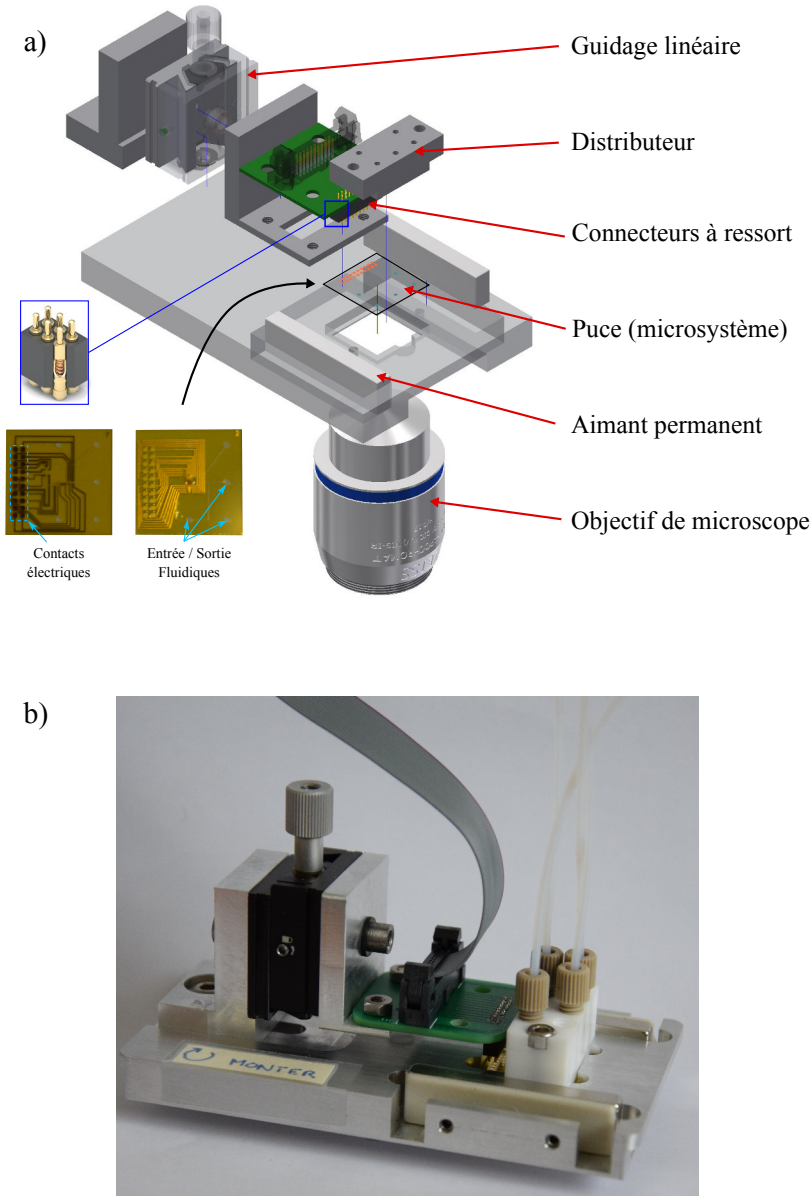 a)
Guidage linéaire
Distributeur
Connecteurs à ressort
Puce (microsystème)
Aimant permanent
Objectif de microscope
Contacts
électriques
Entrée / Sortie
Fluidiques
b)
MONTER